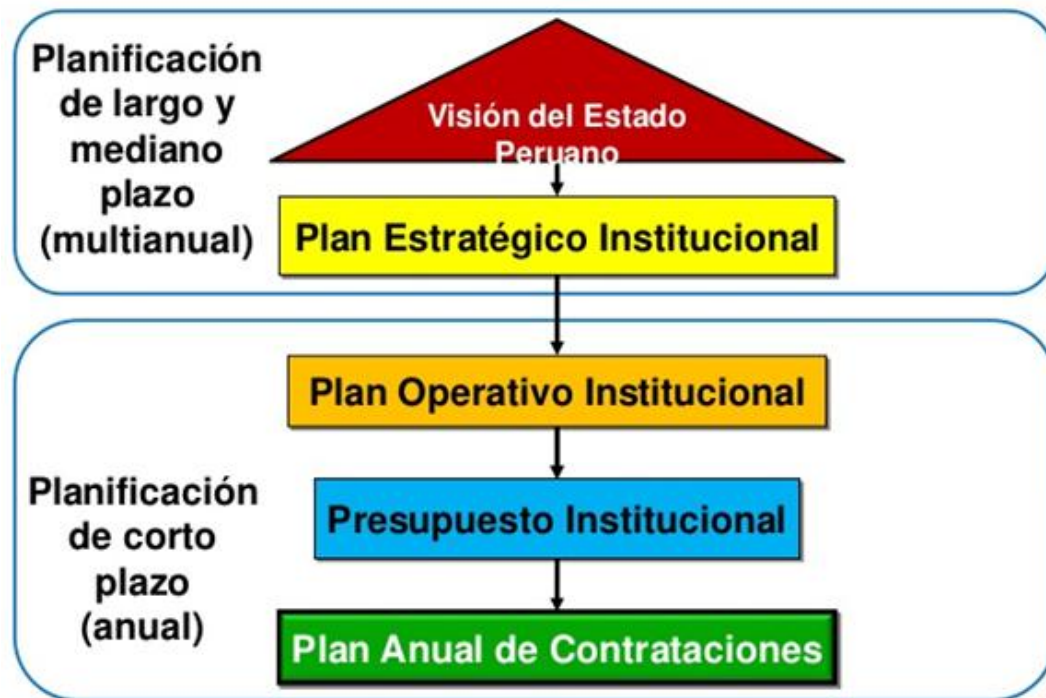 Planificación
de largo y
mediano
plazo
(multianual)
Visión del Estado
Peruano
Plan Estratégico Institucional
Planificación
de corto
plazo
(anual)
Plan Operativo Institucional
Presupuesto Institucional
Plan Anual de Contrataciones